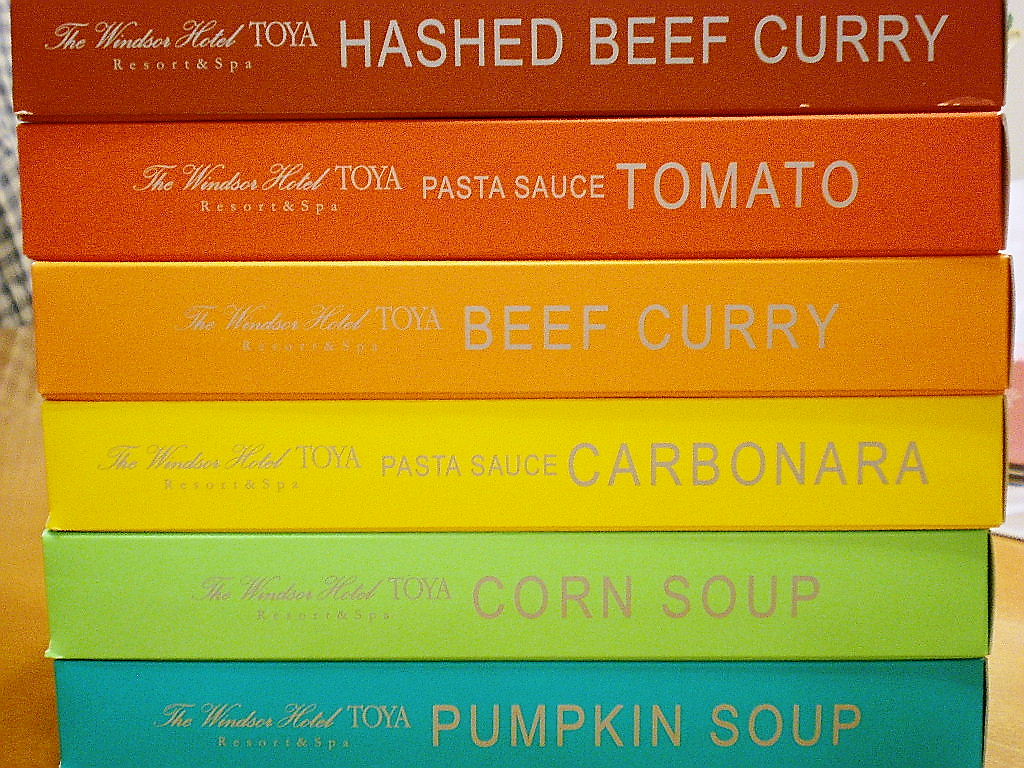 The Windsor Hotel TOYA HASHED BEEF CURRY
Resort&Spa
The Windsor Hotel TOYA PASTA SAUCE TOMATO
Resort&Spa
The Windsor Hotel TOYA BEEF CURRY
Resort&Spa
The Windsor Hotel TOYA PASTA SAUCE CARBONARA
Resort&Spa
The Windsor Hotel TOYA CORN SOUP
Resort&Spa
The Windsor Hotel TOYA PUMPKIN SOUP
Resort&Spa